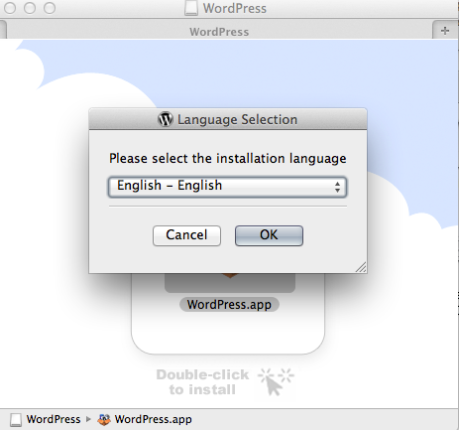 WordPress
WordPress
Language Selection
Please select the installation language
English – English
Cancel
OK
WordPress.app
Double-click
to install
WordPress ▸ WordPress.app